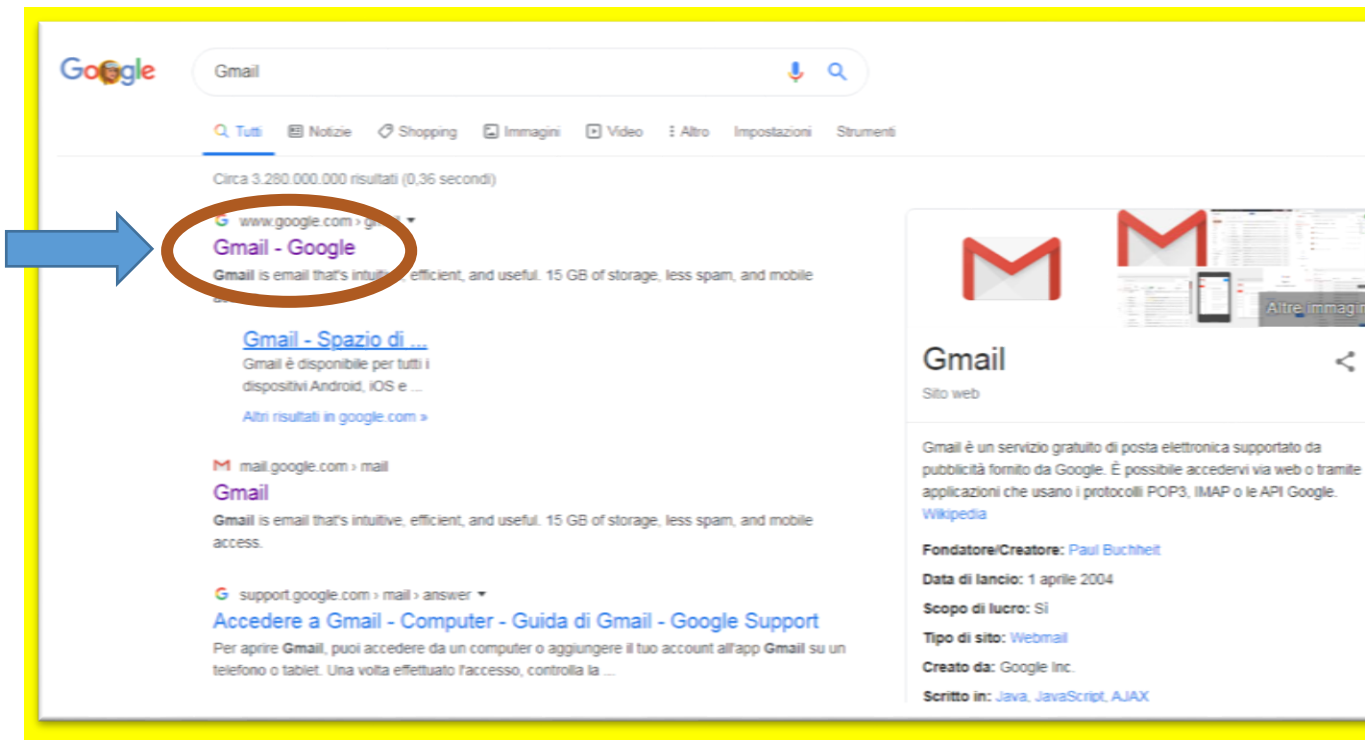 Google
Gmail
Tutti Notizie Shopping Immagini Video Altro Impostazioni Strumenti
Circa 3.280.000.000 risultati (0,36 secondi)
www.google.com ›
Gmail - Google
Gmail is email that's intuitive, efficient, and useful. 15 GB of storage, less spam, and mobile
Gmail - Spazio di ...
Gmail è disponibile per tutti i
dispositivi Android, iOS e ...
Altri risultati in google.com »
mail.google.com › mail
Gmail
Gmail is email that's intuitive, efficient, and useful. 15 GB of storage, less spam, and mobile
access.
support.google.com › mail › answer
Accedere a Gmail - Computer - Guida di Gmail - Google Support
Per aprire Gmail, puoi accedere da un computer o aggiungere il tuo account all'app Gmail su un
telefono o tablet. Una volta effettuato l'accesso, controlla la ...
Altre immagin
Gmail
Sito web
Gmail è un servizio gratuito di posta elettronica supportato da
pubblicità fornito da Google. È possibile accedervi via web o tramite
applicazioni che usano i protocolli POP3, IMAP o le API Google.
Wikipedia
Fondatore/Creatore: Paul Buchheit
Data di lancio: 1 aprile 2004
Scopo di lucro: Sì
Tipo di sito: Webmail
Creato da: Google Inc.
Scritto in: Java, JavaScript, AJAX